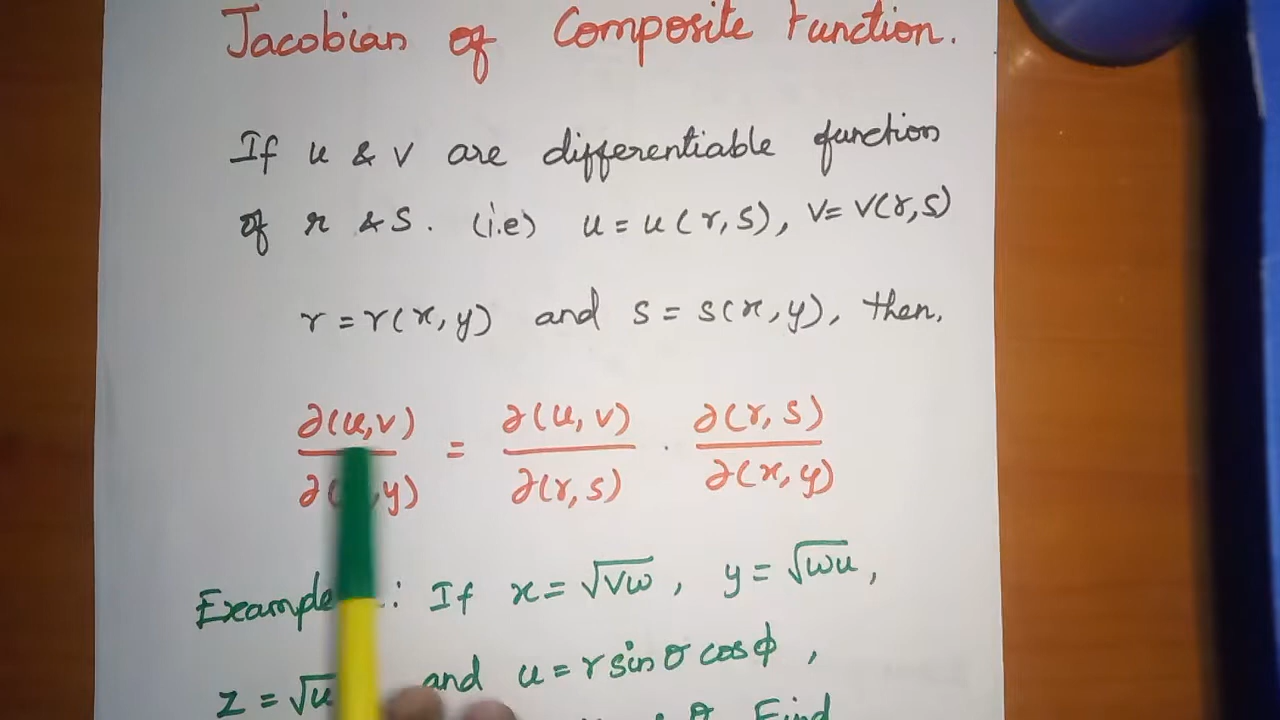 Jacobian of Composite Function.
If u & v are differentiable function
of r & s. (i.e) u = u(r,s), v = v(r,s)
r = r(x,y) and s = s(x,y), then,
∂(u,v) = ∂(u,v) . ∂(r,s)
∂( ,y) ∂(r,s) ∂(x,y)
Example : If x = √vw, y = √wu,
z = √u and u = r sin θ cos ϕ,
θ. Find